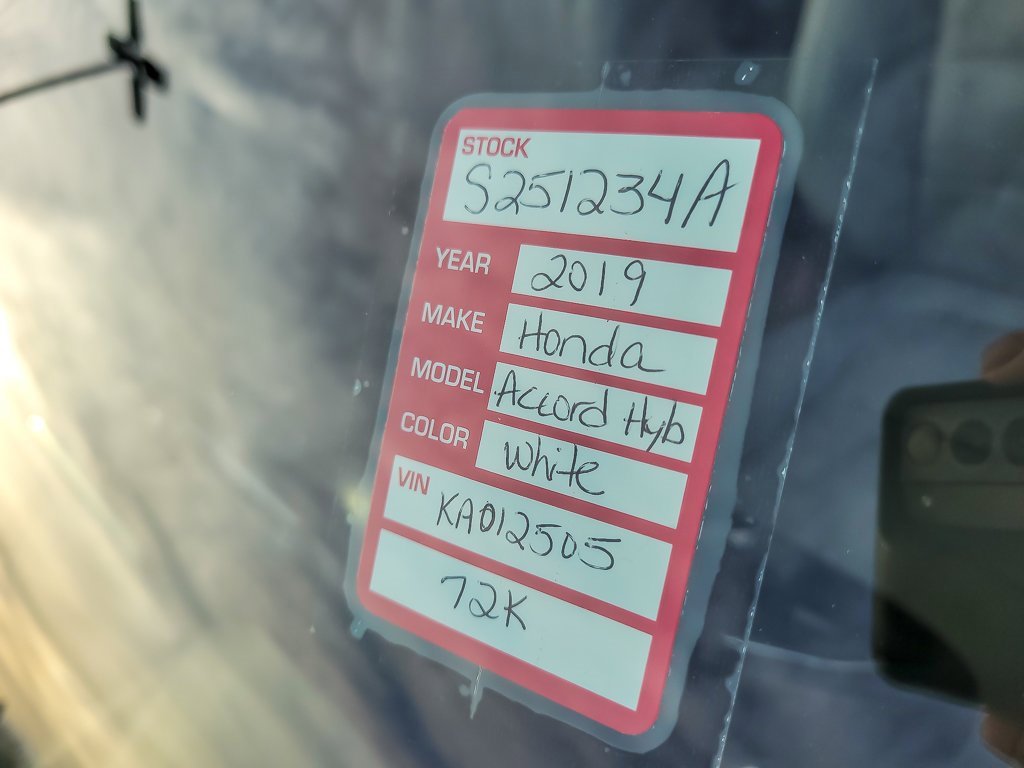 STOCK
S251234A
YEAR 2019
MAKE Honda
MODEL Accord Hyb
COLOR White
VIN KA012505
72K